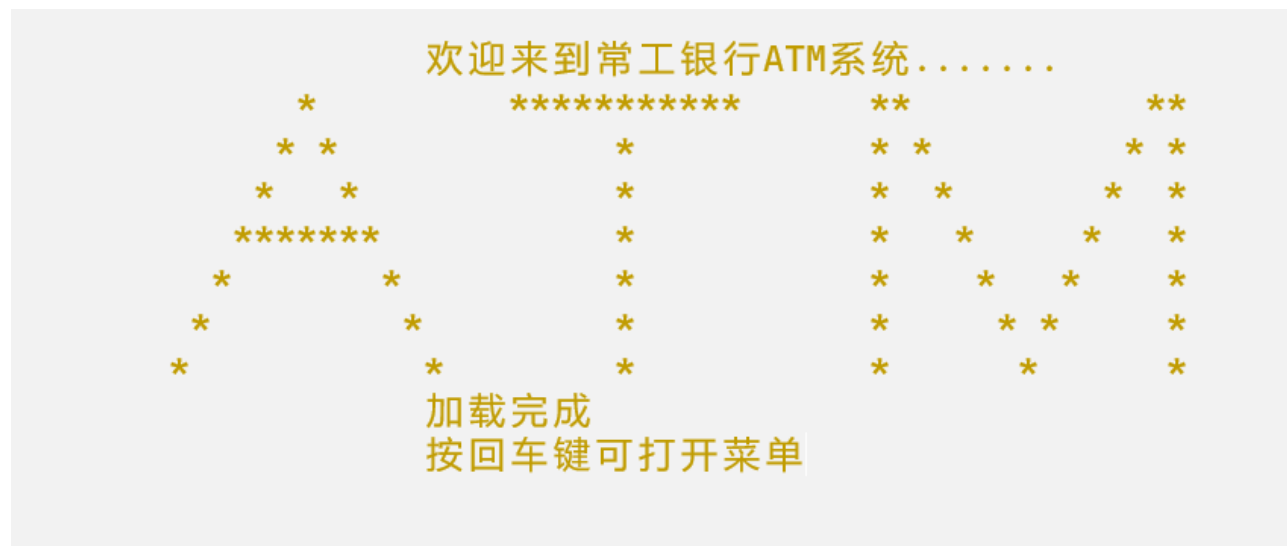 欢迎来到常工银行ATM系统.......
       *         ***********      **           **
      * *             *           * *         * *
     *   *            *           *  *       *  *
    *******           *           *   *     *   *
   *       *          *           *    *   *    *
  *         *         *           *     * *     *
 *           *        *           *      *      *
加载完成
按回车键可打开菜单